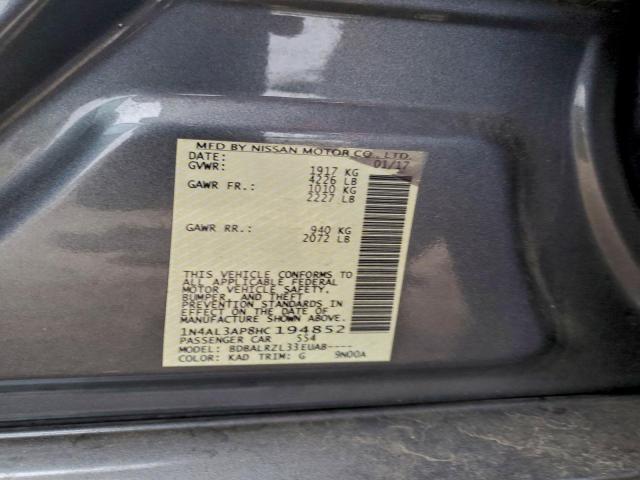 MFD BY NISSAN MOTOR CO., LTD.
DATE: 01/17
GVWR: 1917 KG
4226 LB
GAWR FR.: 1010 KG
2227 LB
GAWR RR.: 940 KG
2072 LB
THIS VEHICLE CONFORMS TO
ALL APPLICABLE FEDERAL
MOTOR VEHICLE SAFETY,
BUMPER, AND THEFT
PREVENTION STANDARDS IN
EFFECT ON THE DATE OF
MANUFACTURE SHOWN ABOVE.
1N4AL3AP8HC194852
PASSENGER CAR 554
MODEL: BDBALRZL33EUA8----
COLOR: KAD TRIM: G 9N00A